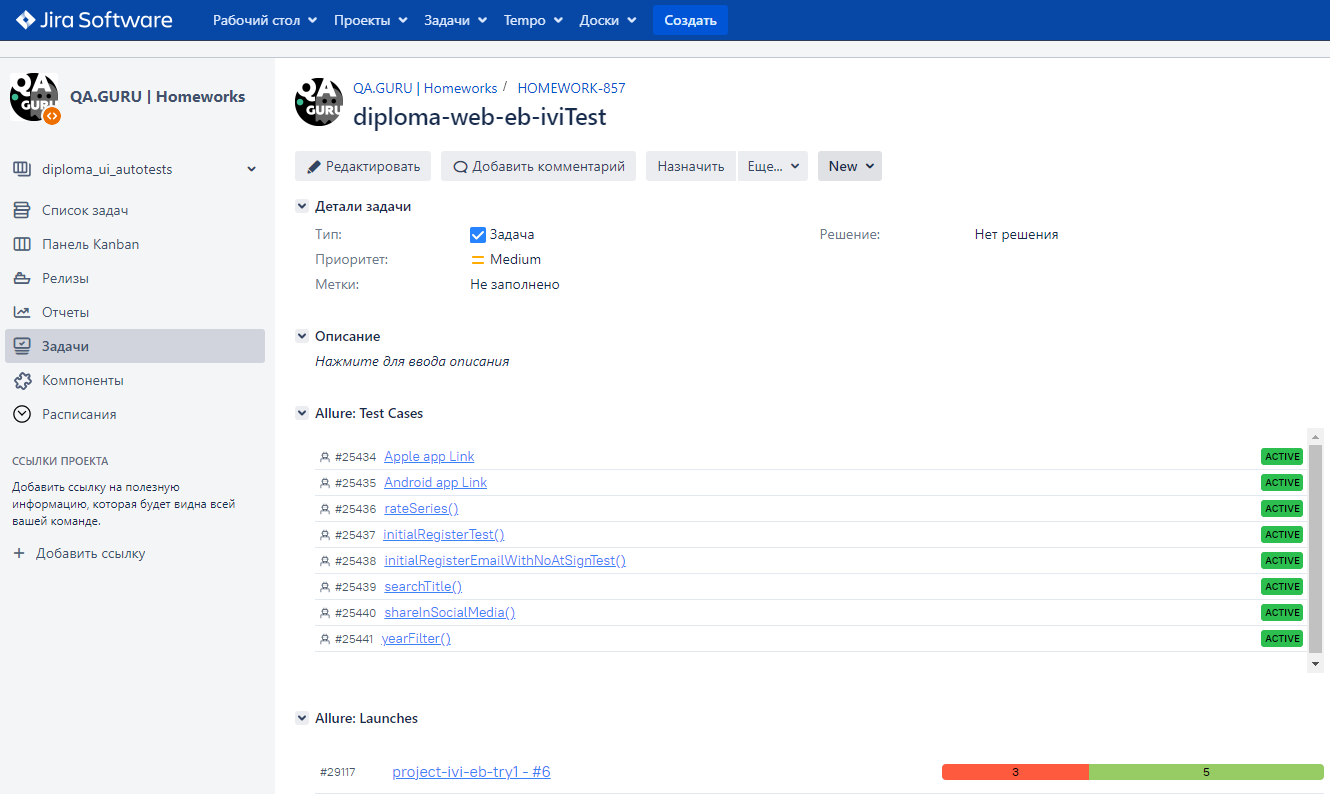 Jira Software Рабочий стол Проекты Задачи Tempo Доски Создать
QA GURU
QA.GURU | Homeworks
diploma_ui_autotests
Список задач
Панель Kanban
Релизы
Отчеты
Задачи
Компоненты
Расписания
ССЫЛКИ ПРОЕКТА
Добавить ссылку на полезную
информацию, которая будет видна всей
вашей команде.
+ Добавить ссылку
QA GURU
QA.GURU | Homeworks / HOMEWORK-857
diploma-web-eb-iviTest
Редактировать Добавить комментарий Назначить Еще... New
Детали задачи
Тип: Задача Решение: Нет решения
Приоритет: Medium
Метки: Не заполнено
Описание
Нажмите для ввода описания
Allure: Test Cases
#25434 Apple app Link ACTIVE
#25435 Android app Link ACTIVE
#25436 rateSeries() ACTIVE
#25437 initialRegisterTest() ACTIVE
#25438 initialRegisterEmailWithNoAtSignTest() ACTIVE
#25439 searchTitle() ACTIVE
#25440 shareInSocialMedia() ACTIVE
#25441 yearFilter() ACTIVE
Allure: Launches
#29117 project-ivi-eb-try1 - #6 3 5